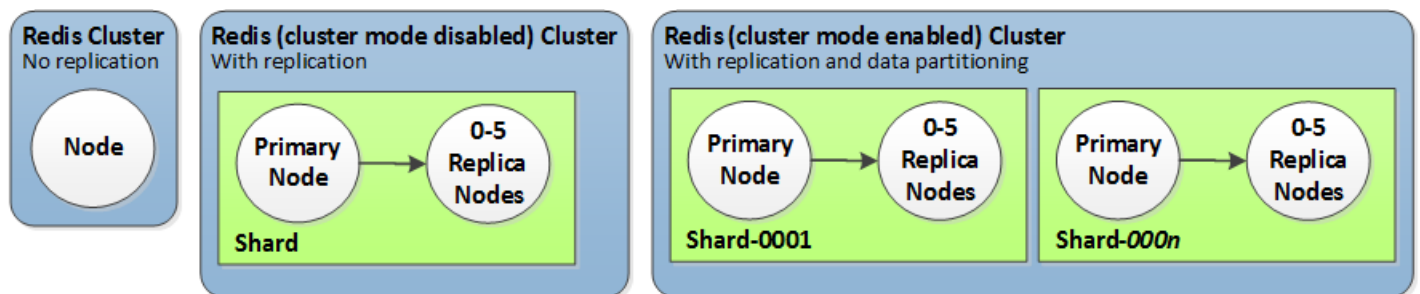 Redis Cluster
No replication
Node
Redis (cluster mode disabled) Cluster
With replication
Primary
Node
0-5
Replica
Nodes
Shard
Redis (cluster mode enabled) Cluster
With replication and data partitioning
Primary
Node
0-5
Replica
Nodes
Shard-0001
Primary
Node
0-5
Replica
Nodes
Shard-000n